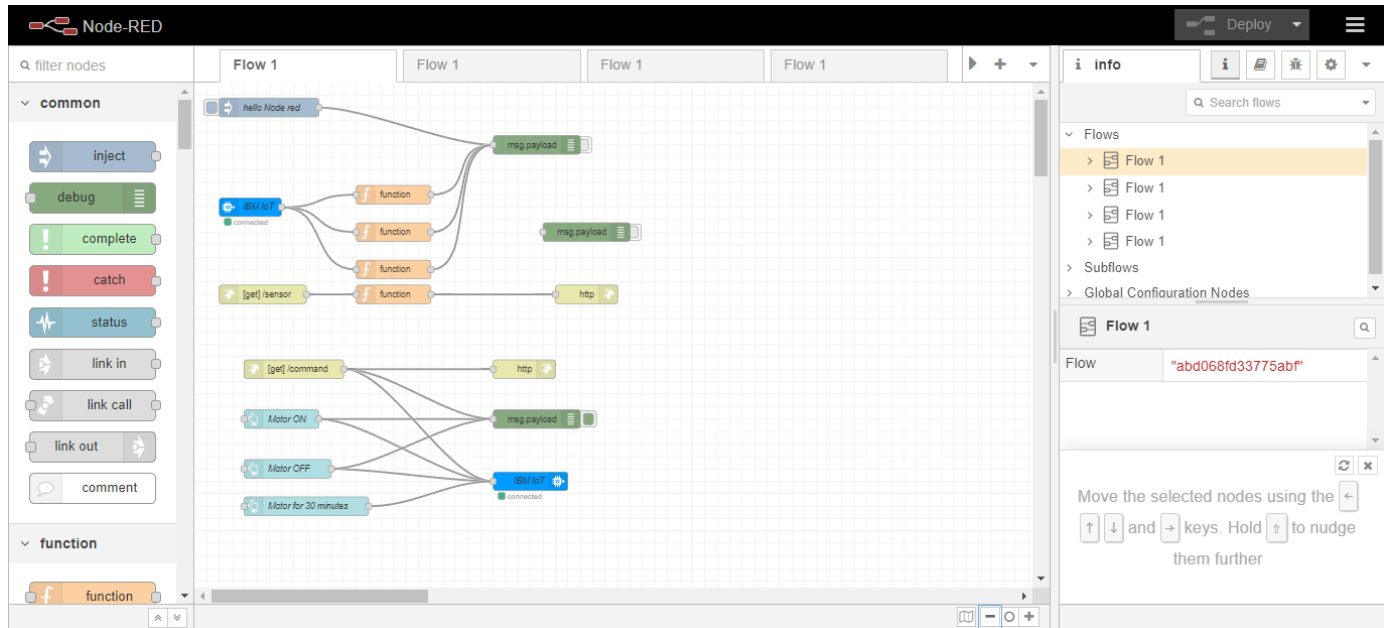 Node-RED
Deploy
filter nodes
Flow 1
Flow 1
Flow 1
Flow 1
i info
i
common
inject
debug
complete
catch
status
link in
link call
link out
comment
function
function
hello Node red
msg.payload
function
IBM IoT
connected
function
msg.payload
function
[get] /sensor
function
http
[get] /command
http
Motor ON
msg.payload
Motor OFF
IBM IoT
connected
Motor for 30 minutes
Search flows
Flows
Flow 1
Flow 1
Flow 1
Flow 1
Subflows
Global Configuration Nodes
Flow 1
Flow "abd068fd33775abf"
Move the selected nodes using the ←
↑ ↓ and → keys. Hold ⇧ to nudge
them further